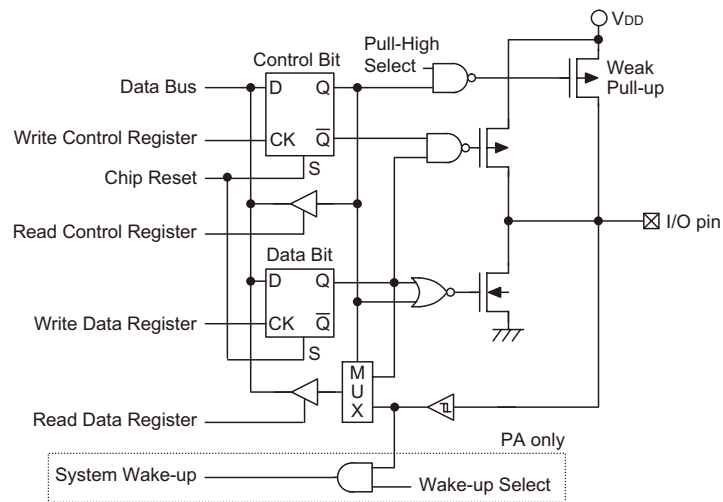 VDD
Control Bit
Pull-High
Select
Weak
Pull-up
Data Bus
D
Q
Write Control Register
CK
Q
Chip Reset
S
Read Control Register
I/O pin
Data Bit
D
Q
Write Data Register
CK
Q
S
M
U
X
Read Data Register
PA only
System Wake-up
Wake-up Select